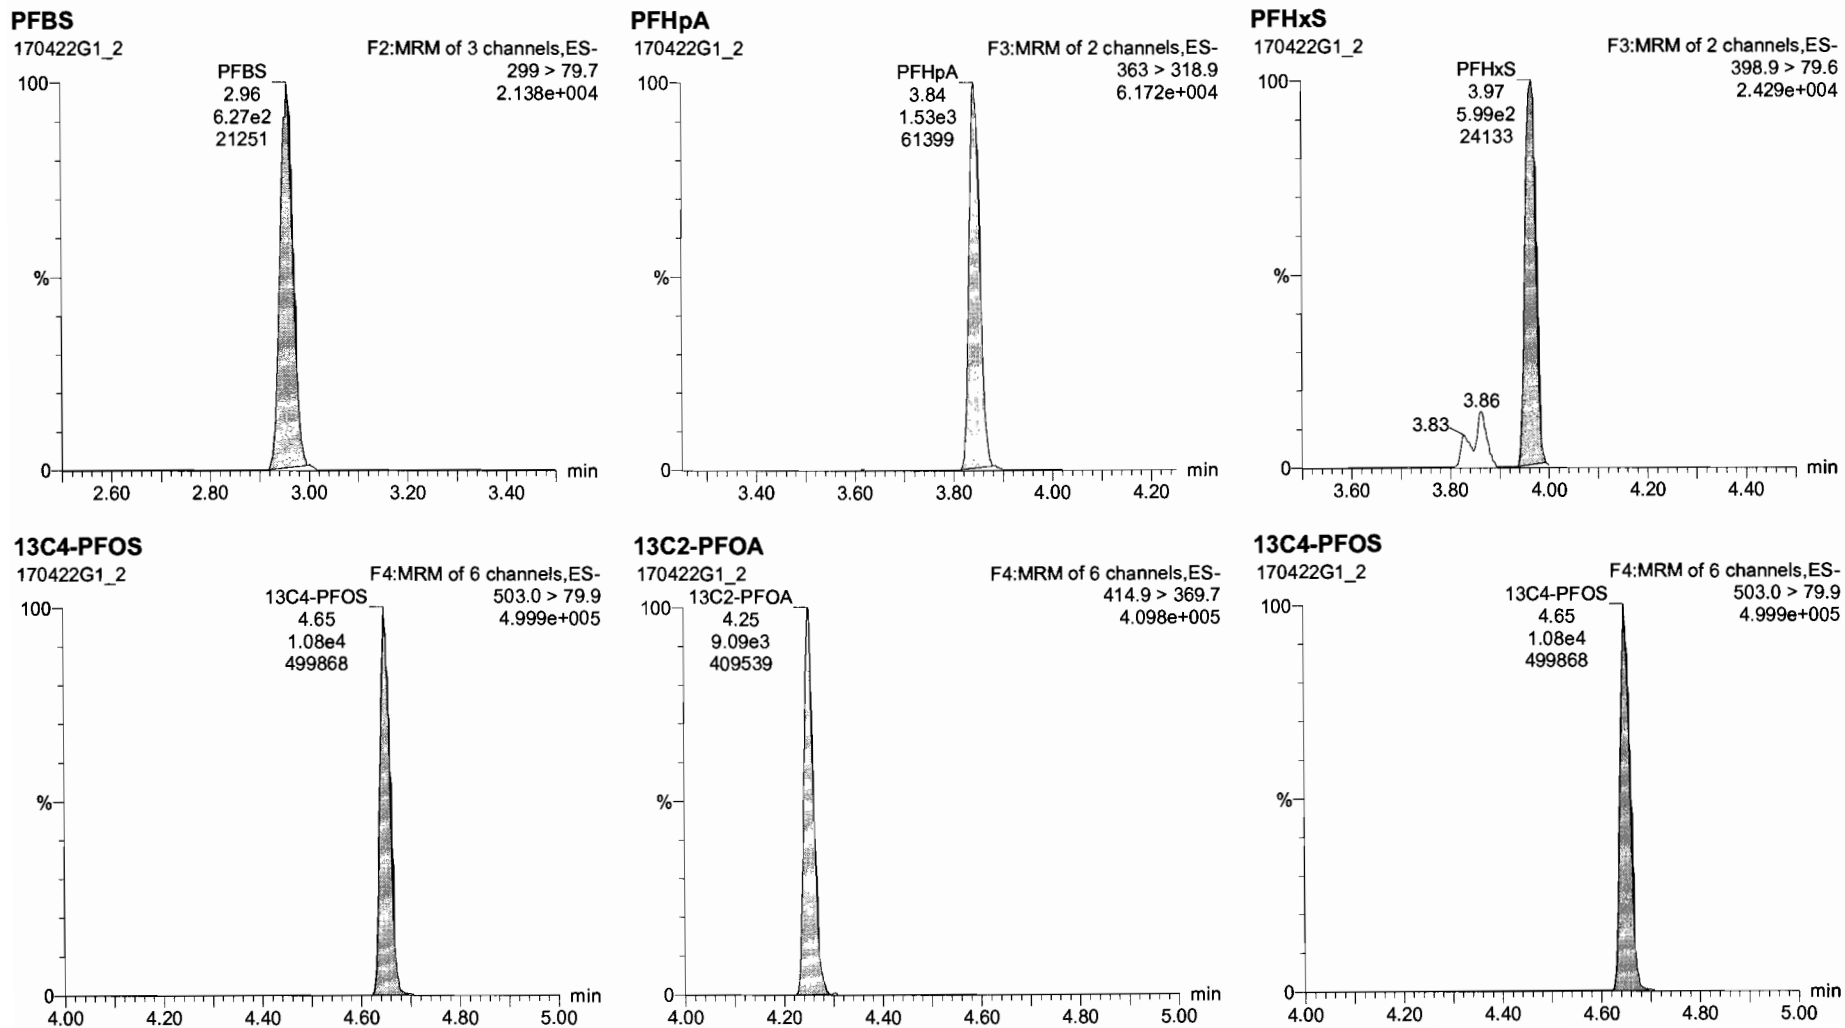 PFBS
170422G1_2
F2:MRM of 3 channels,ES-
299 > 79.7
2.138e+004
PFBS
2.96
6.27e2
21251
100
%
0
2.60 2.80 3.00 3.20 3.40
min
PFHpA
170422G1_2
F3:MRM of 2 channels,ES-
363 > 318.9
6.172e+004
PFHpA
3.84
1.53e3
61399
100
%
0
3.40 3.60 3.80 4.00 4.20
min
PFHxS
170422G1_2
F3:MRM of 2 channels,ES-
398.9 > 79.6
2.429e+004
PFHxS
3.97
5.99e2
24133
100
%
3.83
3.86
0
3.60 3.80 4.00 4.20 4.40
min
13C4-PFOS
170422G1_2
F4:MRM of 6 channels,ES-
503.0 > 79.9
4.999e+005
13C4-PFOS
4.65
1.08e4
499868
100
%
0
4.00 4.20 4.40 4.60 4.80 5.00
min
13C2-PFOA
170422G1_2
F4:MRM of 6 channels,ES-
414.9 > 369.7
4.098e+005
13C2-PFOA
4.25
9.09e3
409539
100
%
0
4.00 4.20 4.40 4.60 4.80 5.00
min
13C4-PFOS
170422G1_2
F4:MRM of 6 channels,ES-
503.0 > 79.9
4.999e+005
13C4-PFOS
4.65
1.08e4
499868
100
%
0
4.00 4.20 4.40 4.60 4.80 5.00
min